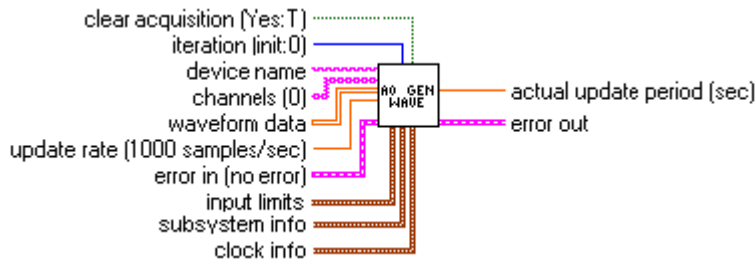 clear acquisition (Yes:T)
iteration (init:0)
device name
channels (0)
waveform data
update rate (1000 samples/sec)
error in (no error)
input limits
subsystem info
clock info
AO GEN
WAVE
actual update period (sec)
error out